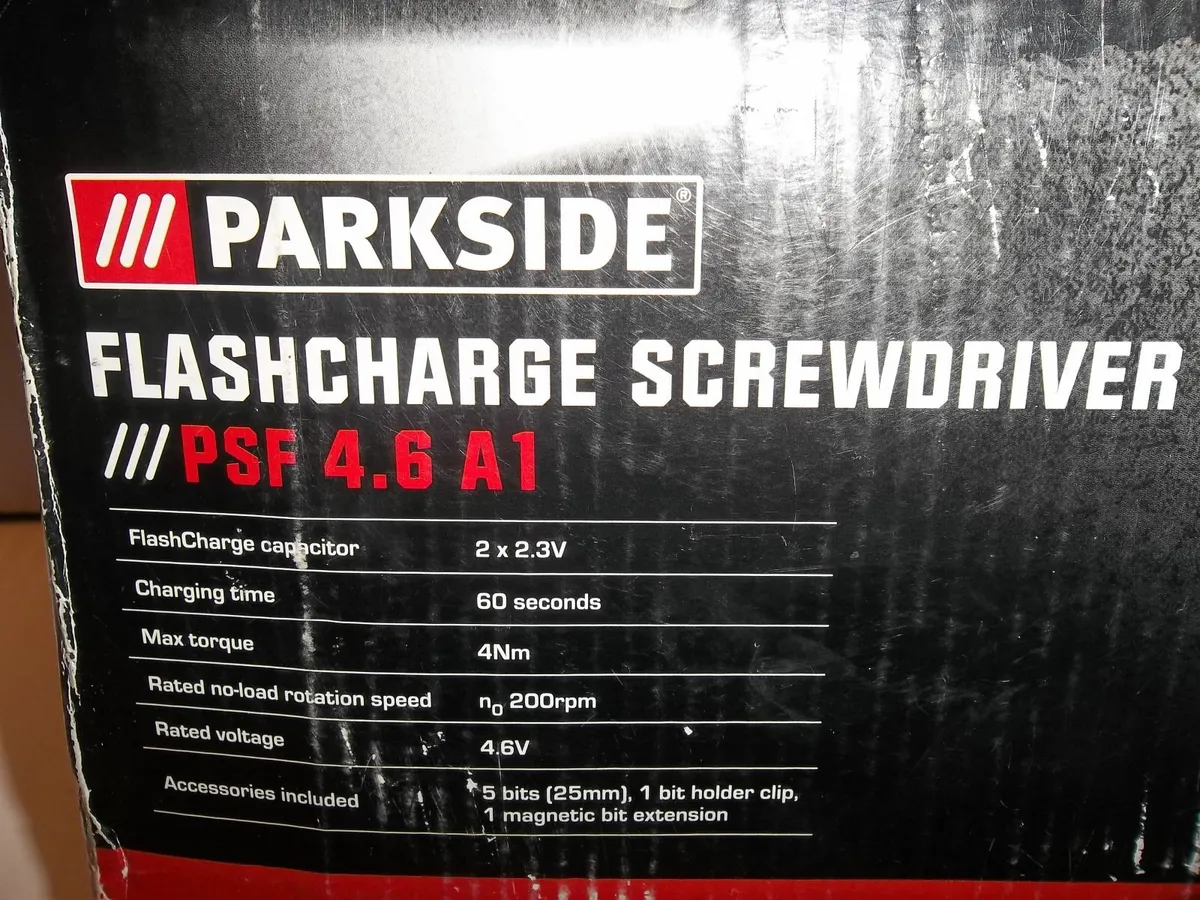 /// PARKSIDE®
FLASHCHARGE SCREWDRIVER
/// PSF 4.6 A1
FlashCharge capacitor 2 x 2.3V
Charging time 60 seconds
Max torque 4Nm
Rated no-load rotation speed n₀ 200rpm
Rated voltage 4.6V
Accessories included 5 bits (25mm), 1 bit holder clip,
1 magnetic bit extension